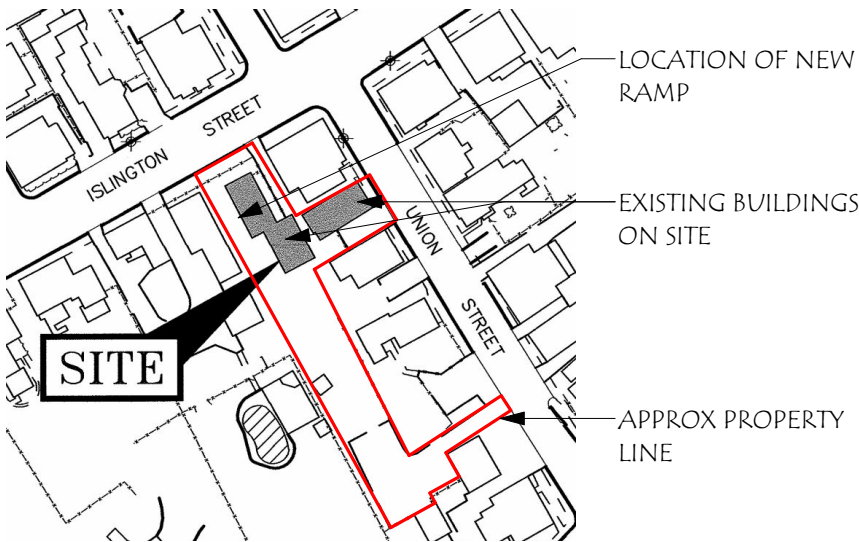 LOCATION OF NEW
RAMP
STREET
ISLINGTON
EXISTING BUILDINGS
ON SITE
UNION
STREET
SITE
APPROX PROPERTY
LINE